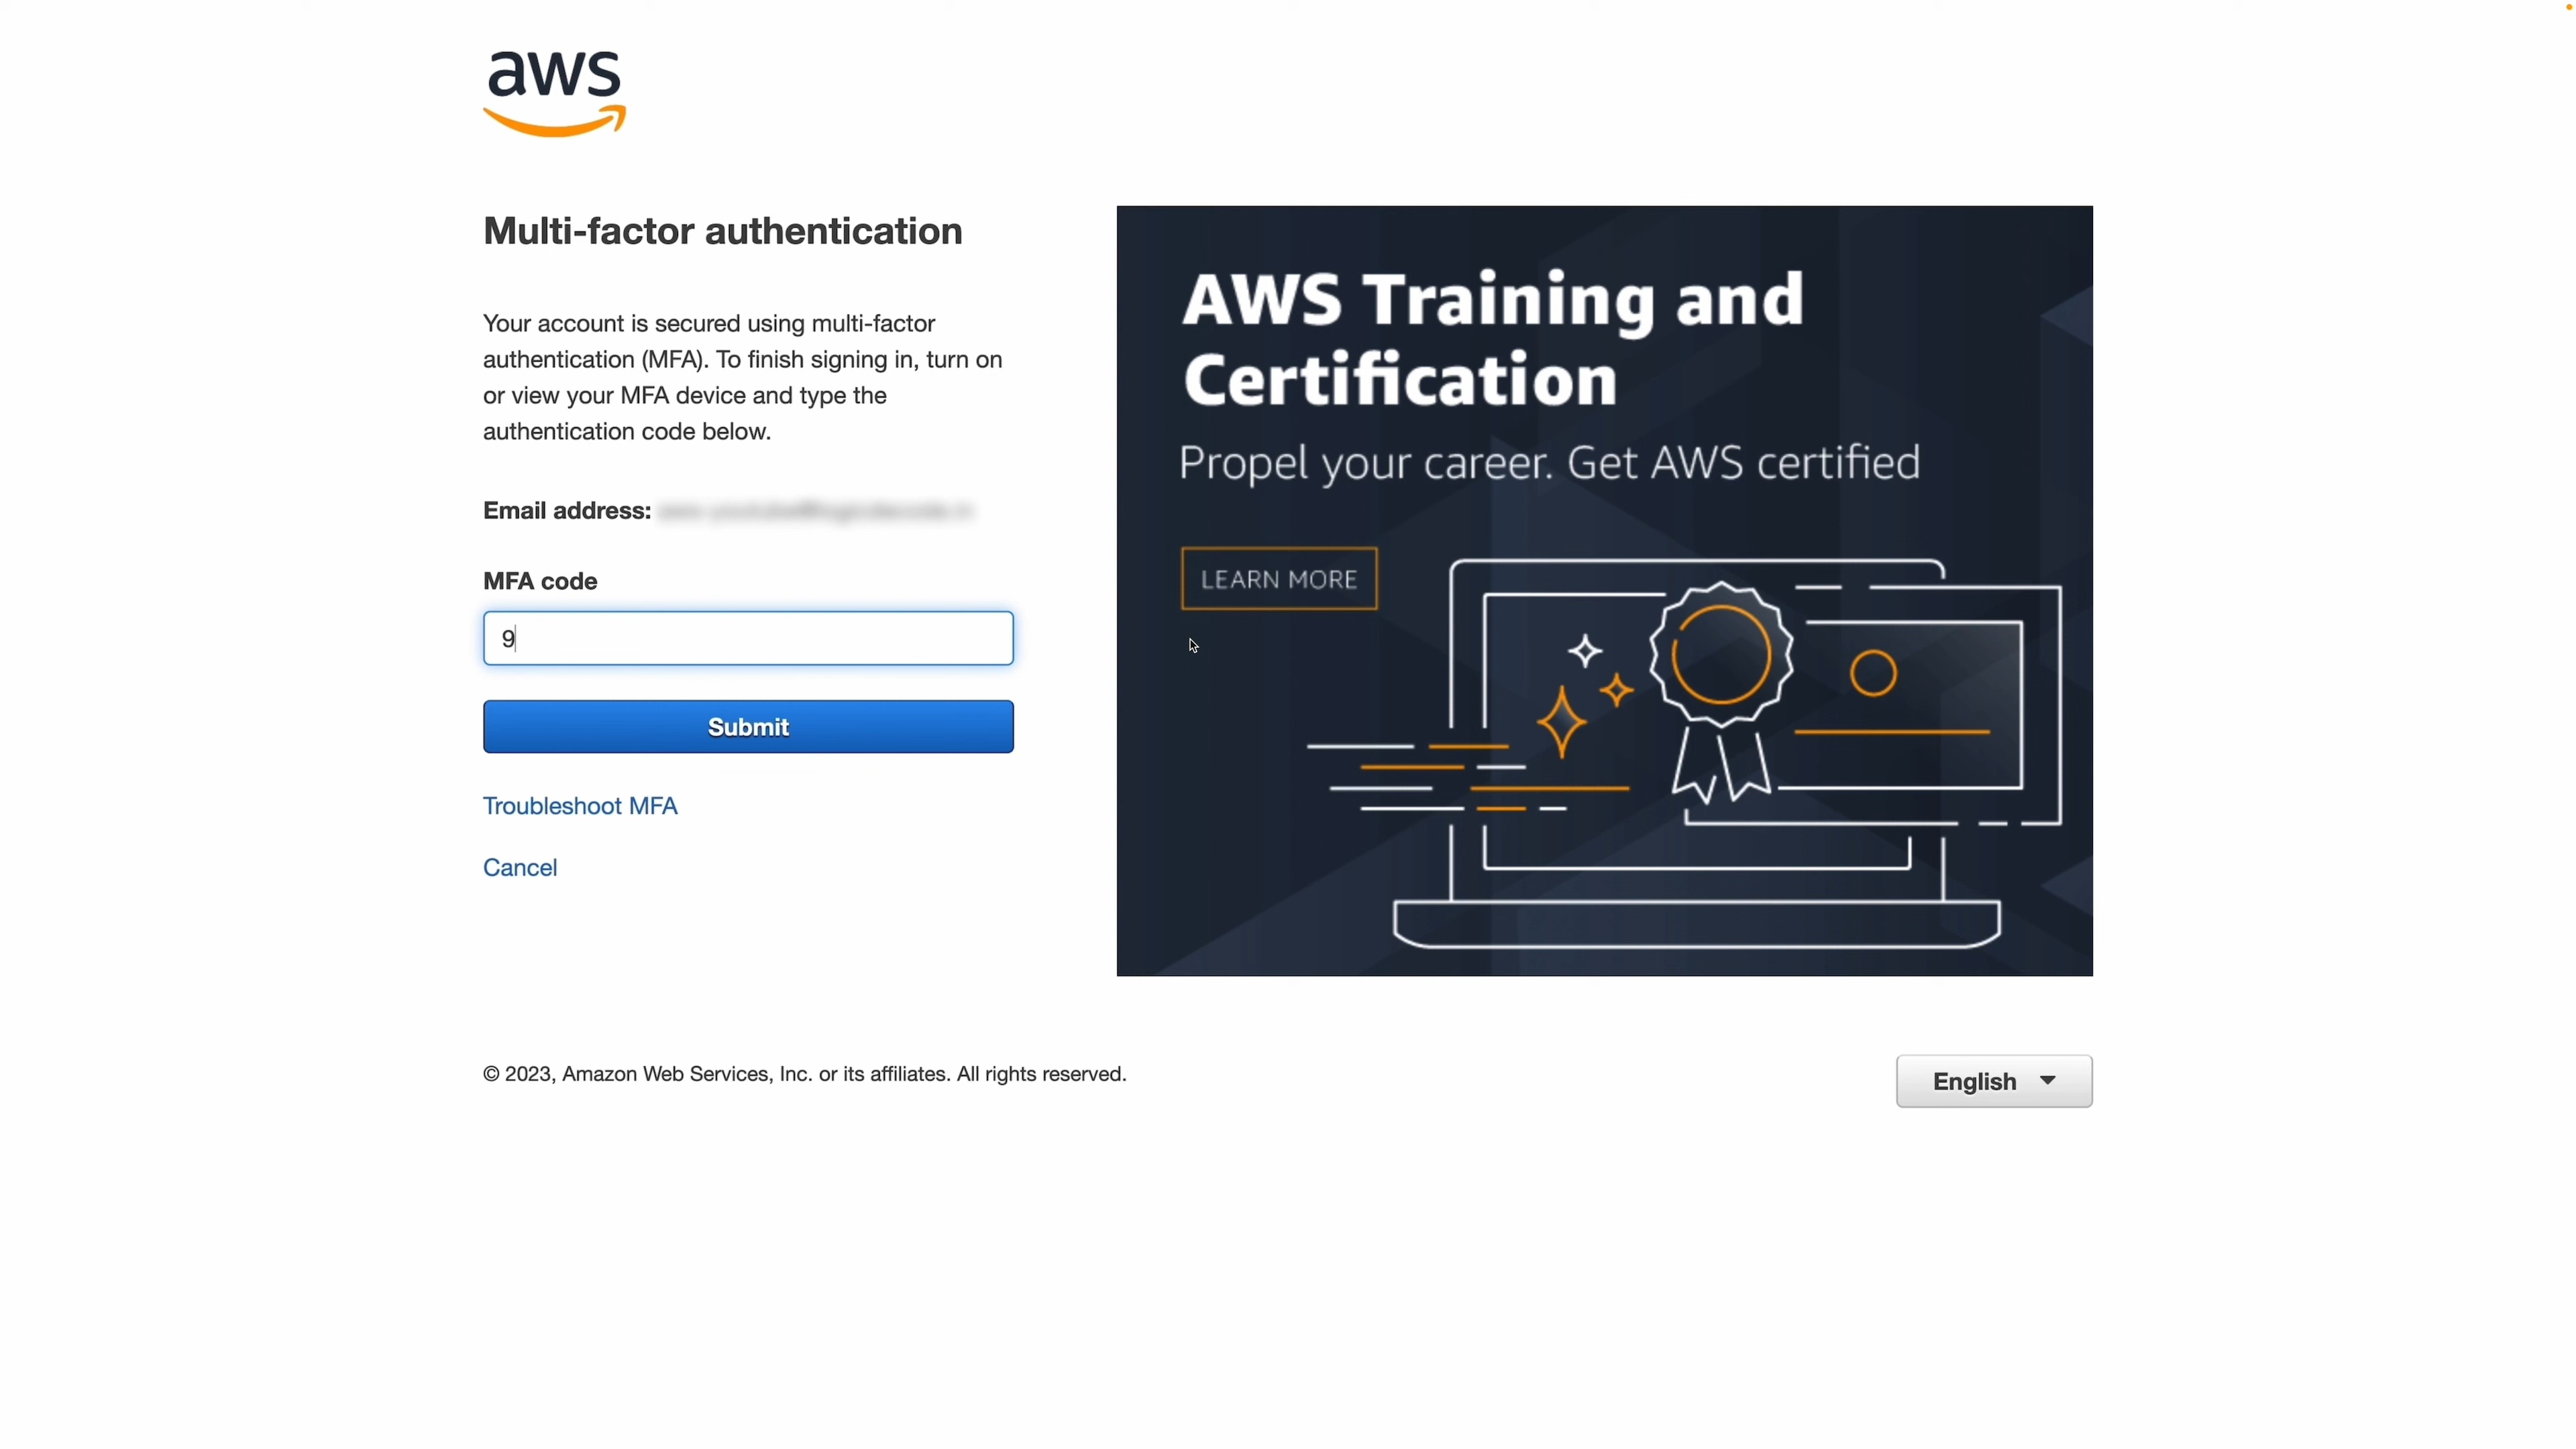 aws
Multi-factor authentication
Your account is secured using multi-factor
authentication (MFA). To finish signing in, turn on
or view your MFA device and type the
authentication code below.
Email address:
MFA code
9
Submit
Troubleshoot MFA
Cancel
AWS Training and
Certification
Propel your career. Get AWS certified
LEARN MORE
© 2023, Amazon Web Services, Inc. or its affiliates. All rights reserved.
English